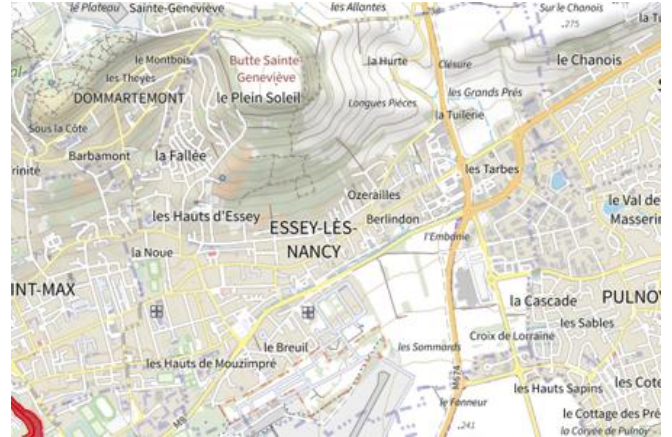 le Plateau
Sainte-Geneviève
les Allantes
Sur le Chanois
.275
le Montbois
Butte Sainte-
Geneviève
la Hurte
Clésure
le Chanois
les Theyes
DOMMARTEMONT
le Plein Soleil
les Grands Prés
Longues Pièces
la Tuilerie
Sous la Côte
Barbamont
la Fallée
les Tarbes
rinité
Ozerailles
le Val de
Masserin
les Hauts d'Essey
ESSEY-LÈS-
NANCY
Berlindon
l'Embanie
la Noue
INT-MAX
la Cascade
PULNOY
les Sables
le Breuil
les Sommards
Croix de Lorraine
les Hauts de Mouzimpré
M674
les Hauts Sapins
les Cote
le Fonneur
.241
M9
le Cottage des Pré
la Corvée de Pulnoy